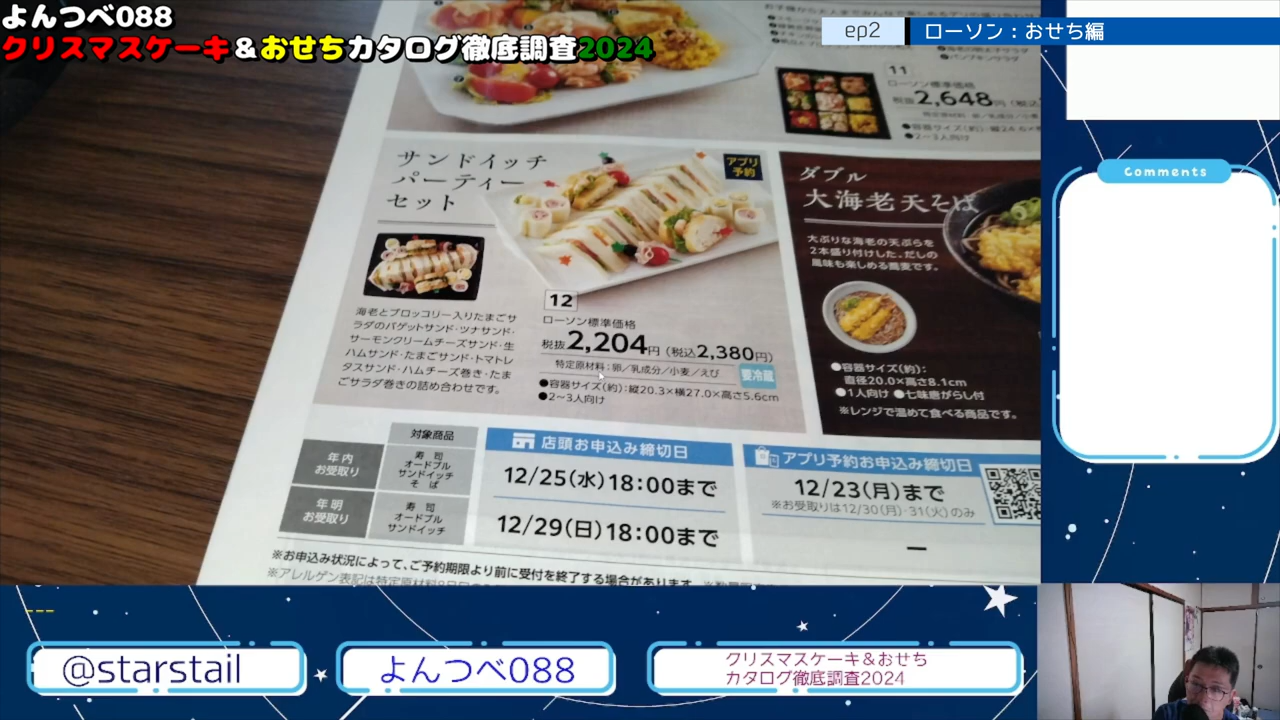 よんつべ088
クリスマスケーキ&おせちカタログ徹底調査2024
ep2
ローソン:おせち編
11
ローソン標準価格
税抜2,648円
●2~3人向け
サンドイッチ
パーティー
セット
アプリ
予約
海老とブロッコリー入りたまごサ
ラダのバゲットサンド・ツナサンド・
サーモンクリームチーズサンド・生
ハムサンド・たまごサンド・トマトレ
タスサンド・ハムチーズ巻き・たま
ごサラダ巻きの詰め合わせです。
12
ローソン標準価格
税抜2,204円(税込2,380円)
特定原材料:卵/乳成分/小麦/えび
要冷蔵
●容器サイズ(約):縦20.3×横27.0×高さ5.6cm
●2~3人向け
ダブル
大海老天そば
大ぶりな海老の天ぷらを
2本盛り付けした、だしの
風味も楽しめる蕎麦です。
●容器サイズ(約):
直径20.0×高さ8.1cm
●1人向け ●七味唐がらし付
※レンジで温めて食べる商品です。
対象商品
店頭お申込み締切日
アプリ予約お申込み締切日
年内
お受取り
寿司
オードブル
サンドイッチ
そば
12/25(水)18:00まで
12/23(月)まで
※お受取りは12/30(月)・31(火)のみ
年明
お受取り
寿司
オードブル
サンドイッチ
12/29(日)18:00まで
ー
※お申込み状況によって、ご予約期限より前に受付を終了する場合があります。
Comments
@starstail
よんつべ088
クリスマスケーキ&おせち
カタログ徹底調査2024